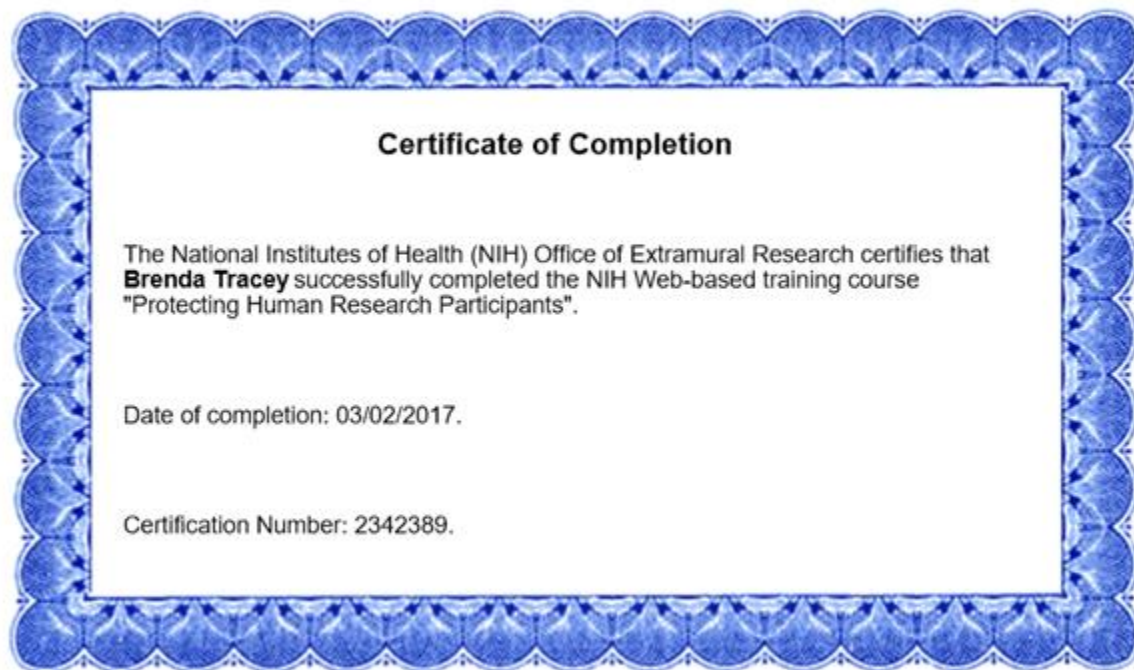 Certificate of Completion
The National Institutes of Health (NIH) Office of Extramural Research certifies that
Brenda Tracey successfully completed the NIH Web-based training course
"Protecting Human Research Participants".
Date of completion: 03/02/2017.
Certification Number: 2342389.